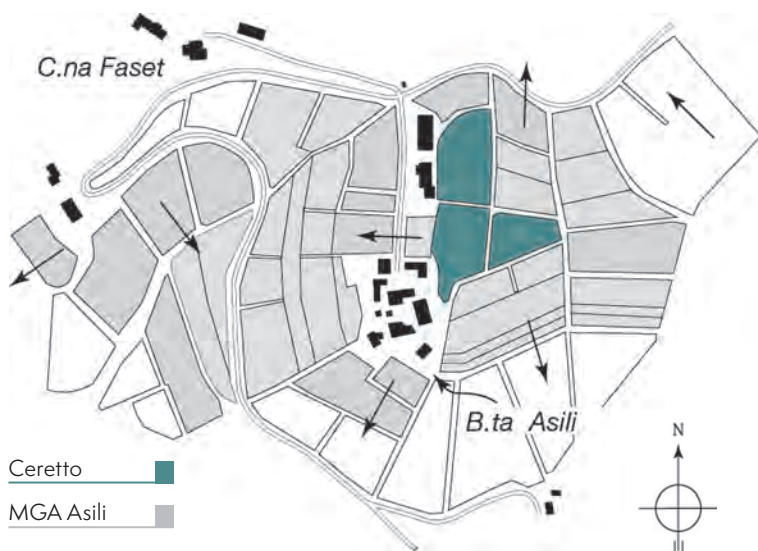 C.na Faset
B.ta Asili
Ceretto
MGA Asili
N